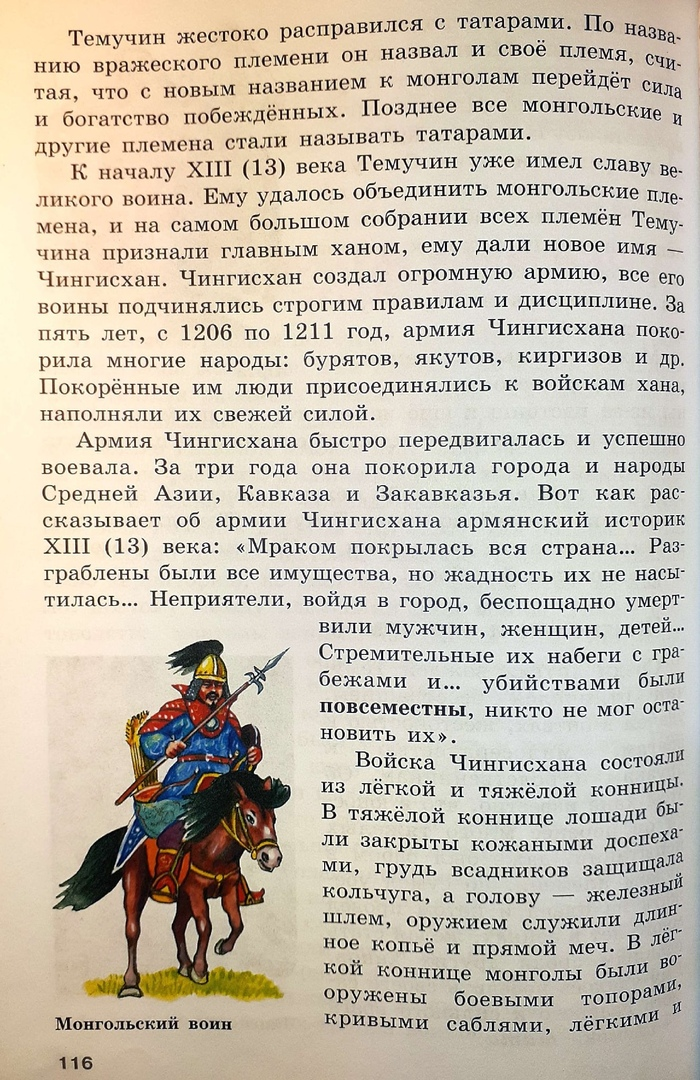 Темучин жестоко расправился с татарами. По назва-
нию вражеского племени он назвал и своё племя, счи-
тая, что с новым названием к монголам перейдёт сила
и богатство побеждённых. Позднее все монгольские и
другие племена стали называть татарами.
К началу XIII (13) века Темучин уже имел славу ве-
ликого воина. Ему удалось объединить монгольские пле-
мена, и на самом большом собрании всех племён Тему-
чина признали главным ханом, ему дали новое имя —
Чингисхан. Чингисхан создал огромную армию, все его
воины подчинялись строгим правилам и дисциплине. За
пять лет, с 1206 по 1211 год, армия Чингисхана поко-
рила многие народы: бурятов, якутов, киргизов и др.
Покорённые им люди присоединялись к войскам хана,
наполняли их свежей силой.
Армия Чингисхана быстро передвигалась и успешно
воевала. За три года она покорила города и народы
Средней Азии, Кавказа и Закавказья. Вот как рас-
сказывает об армии Чингисхана армянский историк
XIII (13) века: «Мраком покрылась вся страна... Раз-
граблены были все имущества, но жадность их не насы-
тилась... Неприятели, войдя в город, беспощадно умерт-
вили мужчин, женщин, детей...
Стремительные их набеги с гра-
бежами и... убийствами были
повсеместны, никто не мог оста-
новить их».
Войска Чингисхана состояли
из лёгкой и тяжёлой конницы.
В тяжёлой коннице лошади бы-
ли закрыты кожаными доспеха-
ми, грудь всадников защищала
кольчуга, а голову — железный
шлем, оружием служили длин-
ное копьё и прямой меч. В лёг-
кой коннице монголы были во-
оружены боевыми топорами,
кривыми саблями, лёгкими и
Монгольский воин
116